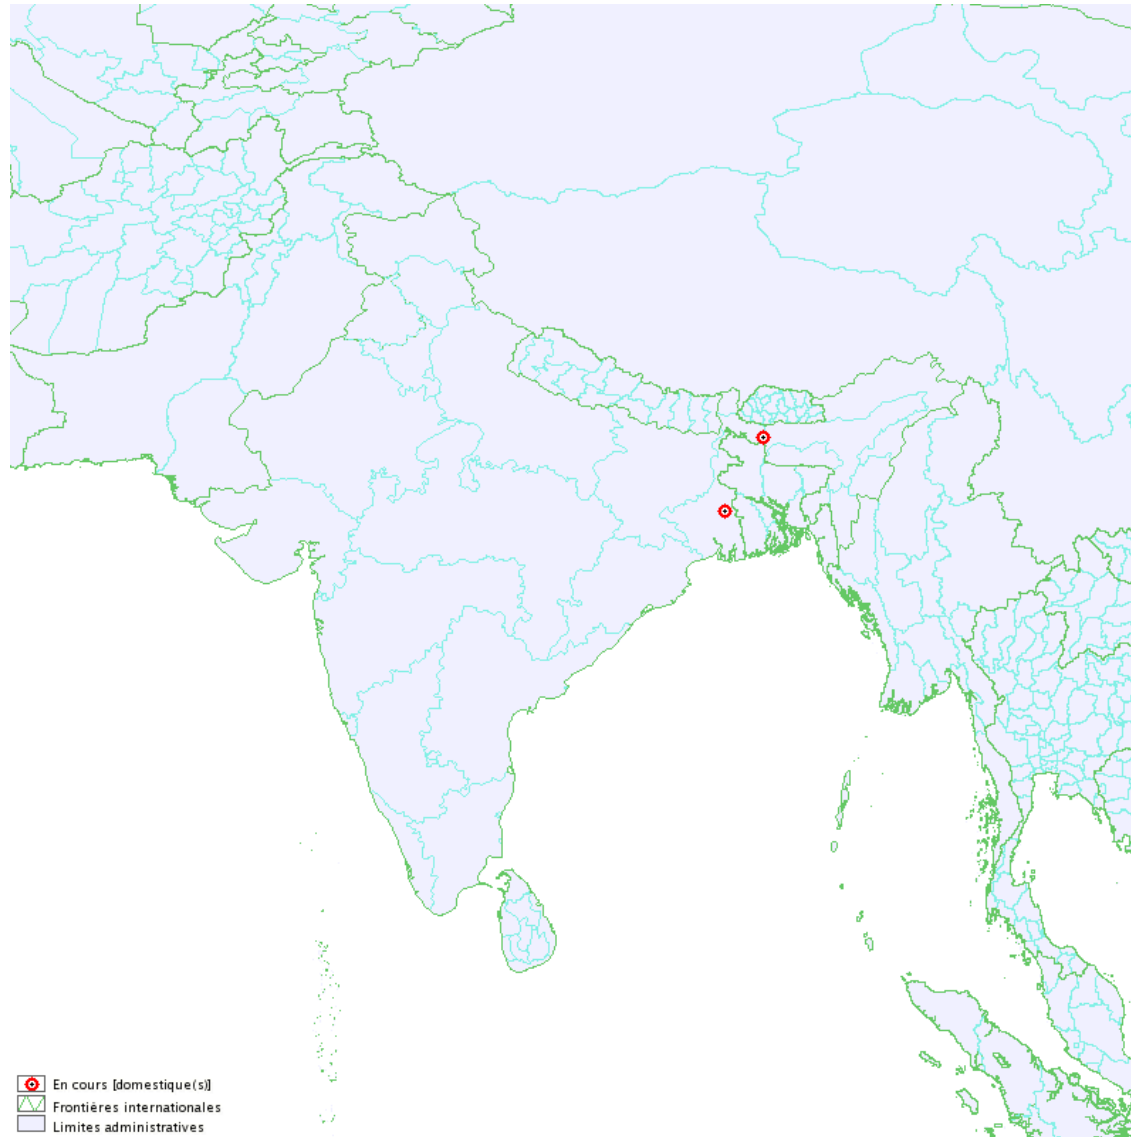 En cours [domestique(s)]
Frontières internationales
Limites administratives